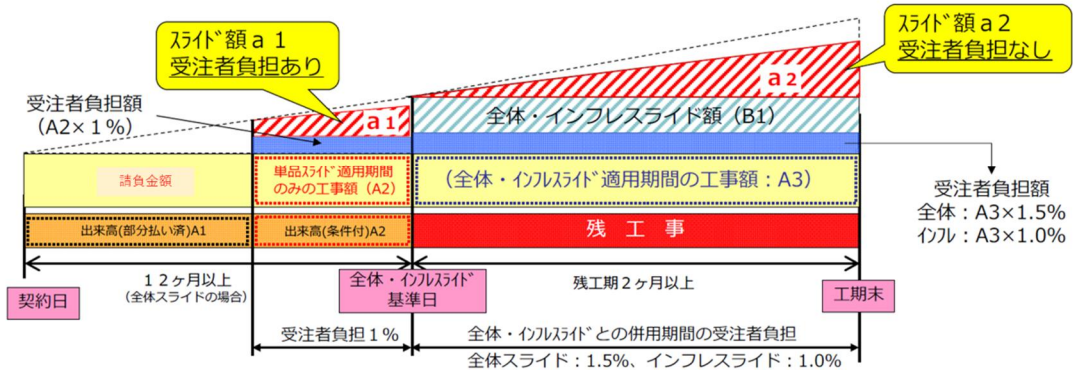 ｽﾗｲﾄﾞ額ａ１
受注者負担あり
ｽﾗｲﾄﾞ額ａ２
受注者負担なし
受注者負担額
（A2×１%）
a1
a2
全体・インフレスライド額（B1）
請負金額
単品ｽﾗｲﾄﾞ適用期間
のみの工事額（A2）
（全体・ｲﾝﾌﾚｽﾗｲﾄﾞ適用期間の工事額：A3）
受注者負担額
全体：A3×1.5%
ｲﾝﾌﾚ：A3×1.0%
出来高(部分払い済)A1
出来高(条件付)A2
残　工　事
１２ヶ月以上
（全体スライドの場合）
残工期２ヶ月以上
契約日
全体・ｲﾝﾌﾚｽﾗｲﾄﾞ
基準日
工期末
受注者負担１%
全体・ｲﾝﾌﾚｽﾗｲﾄﾞとの併用期間の受注者負担
全体スライド：1.5%、インフレスライド：1.0%